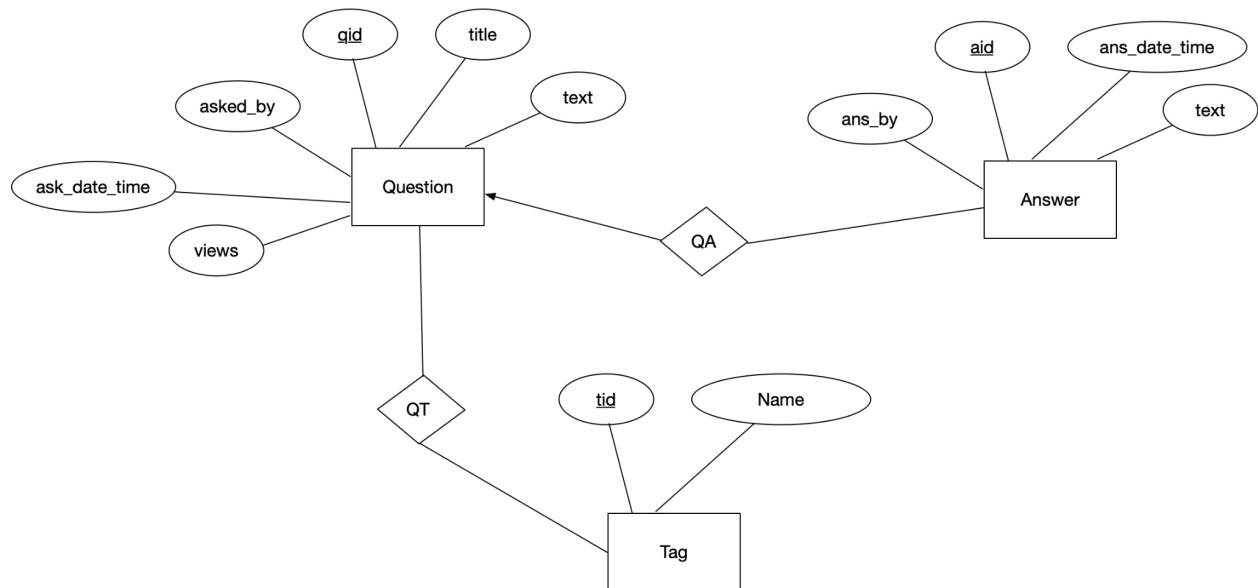 qid
title
asked_by
text
ask_date_time
Question
views
aid
ans_date_time
ans_by
text
Answer
QA
QT
tid
Name
Tag